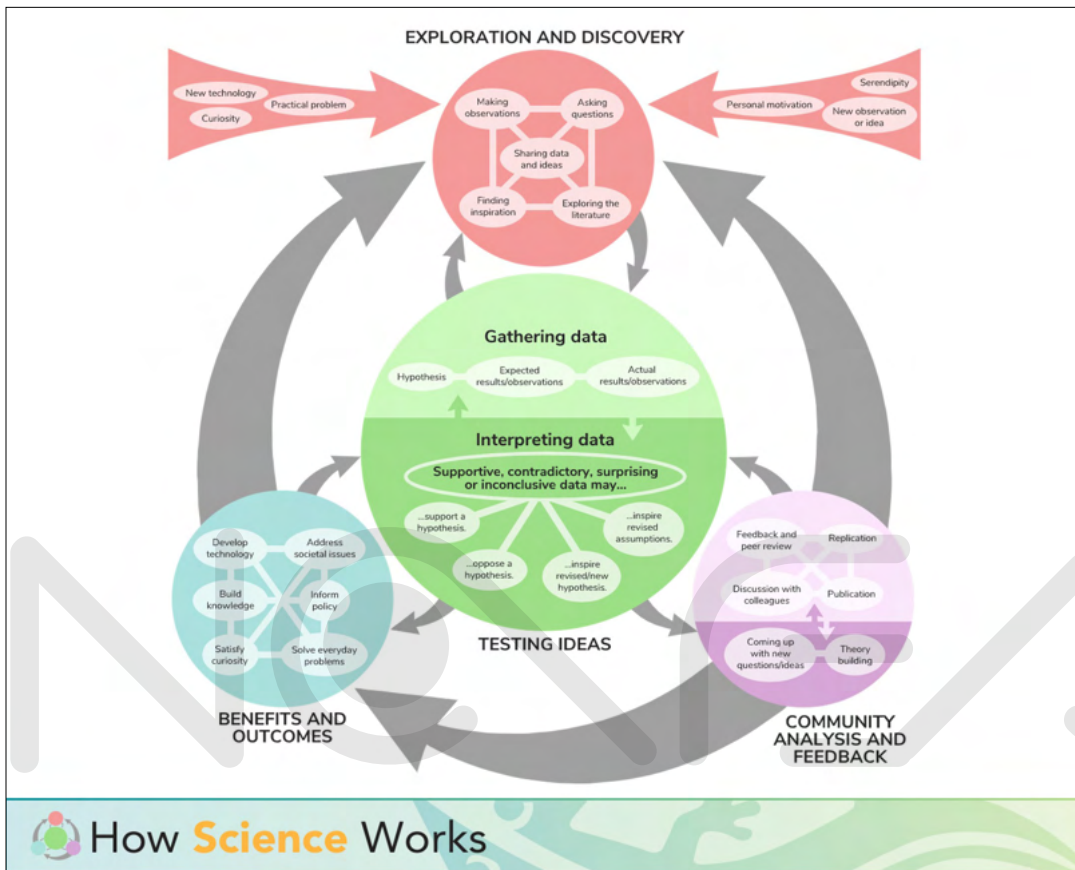 EXPLORATION AND DISCOVERY
New technology
Practical problem
Curiosity
Serendipity
Personal motivation
New observation
or idea
Making
observations
Asking
questions
Sharing data
and ideas
Finding
inspiration
Exploring the
literature
Gathering data
Hypothesis
Expected
results/observations
Actual
results/observations
Interpreting data
Supportive, contradictory, surprising
or inconclusive data may...
...support a
hypothesis.
...oppose a
hypothesis.
...inspire
revised/new
hypothesis.
...inspire
revised
assumptions.
TESTING IDEAS
Develop
technology
Address
societal issues
Build
knowledge
Inform
policy
Satisfy
curiosity
Solve everyday
problems
BENEFITS AND
OUTCOMES
Feedback and
peer review
Replication
Discussion with
colleagues
Publication
Coming up
with new
questions/ideas
Theory
building
COMMUNITY
ANALYSIS AND
FEEDBACK
How Science Works